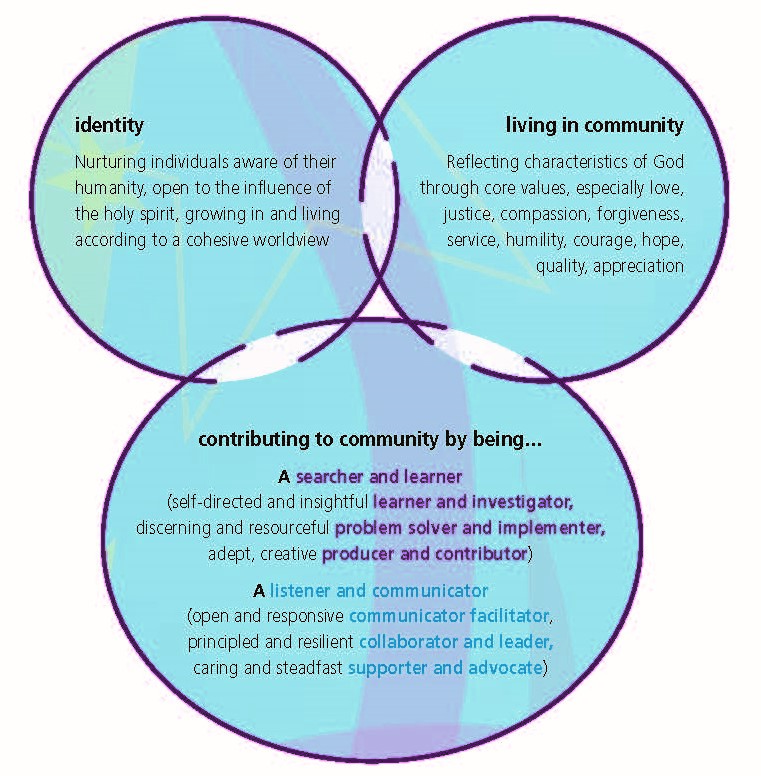 identity
Nurturing individuals aware of their
humanity, open to the influence of
the holy spirit, growing in and living
according to a cohesive worldview
living in community
Reflecting characteristics of God
through core values, especially love,
justice, compassion, forgiveness,
service, humility, courage, hope,
quality, appreciation
contributing to community by being...
A searcher and learner
(self-directed and insightful learner and investigator,
discerning and resourceful problem solver and implementer,
adept, creative producer and contributor)
A listener and communicator
(open and responsive communicator facilitator,
principled and resilient collaborator and leader,
caring and steadfast supporter and advocate)